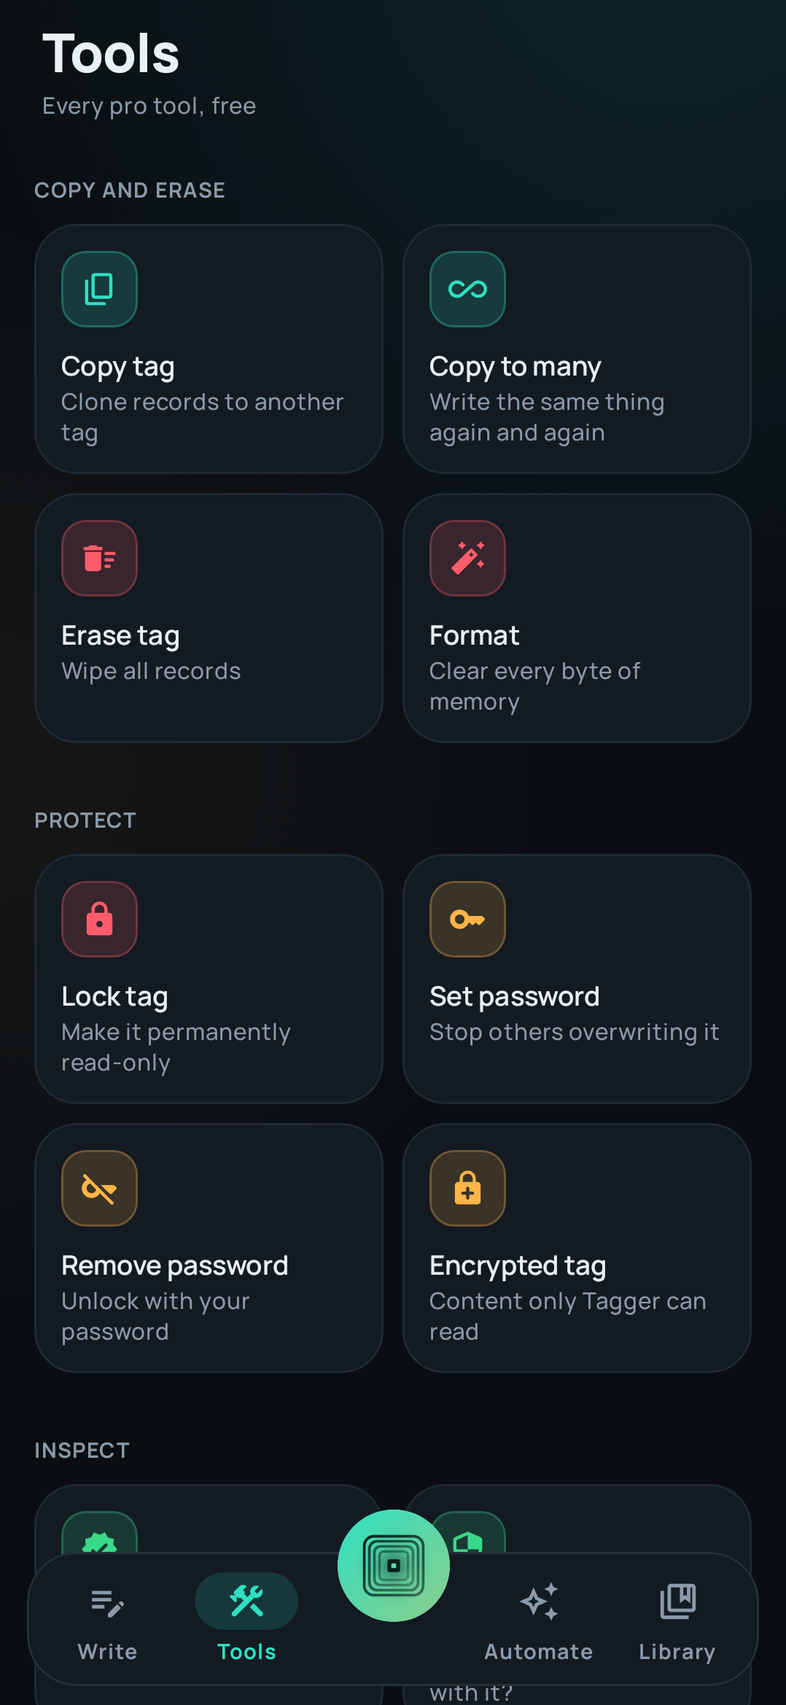 Tools
Every pro tool, free
COPY AND ERASE
Copy tag
Clone records to another
tag
Copy to many
Write the same thing
again and again
Erase tag
Wipe all records
Format
Clear every byte of
memory
PROTECT
Lock tag
Make it permanently
read-only
Set password
Stop others overwriting it
Remove password
Unlock with your
password
Encrypted tag
Content only Tagger can
read
INSPECT
Write
Tools
Automate
Library
with it?